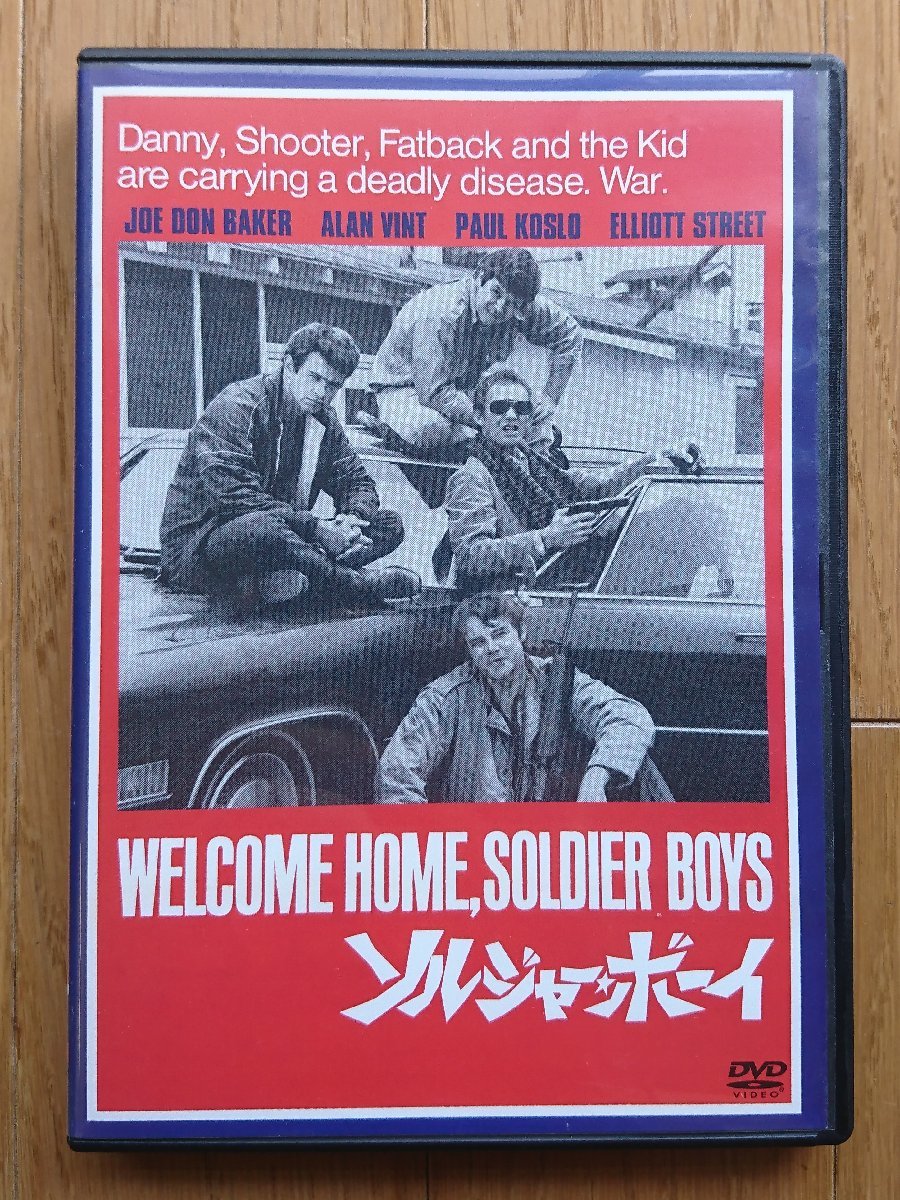 Danny, Shooter, Fatback and the Kid
are carrying a deadly disease. War.
JOE DON BAKER ALAN VINT PAUL KOSLO ELLIOTT STREET
WELCOME HOME, SOLDIER BOYS
ソルジャー★ボーイ
DVD
VIDEO